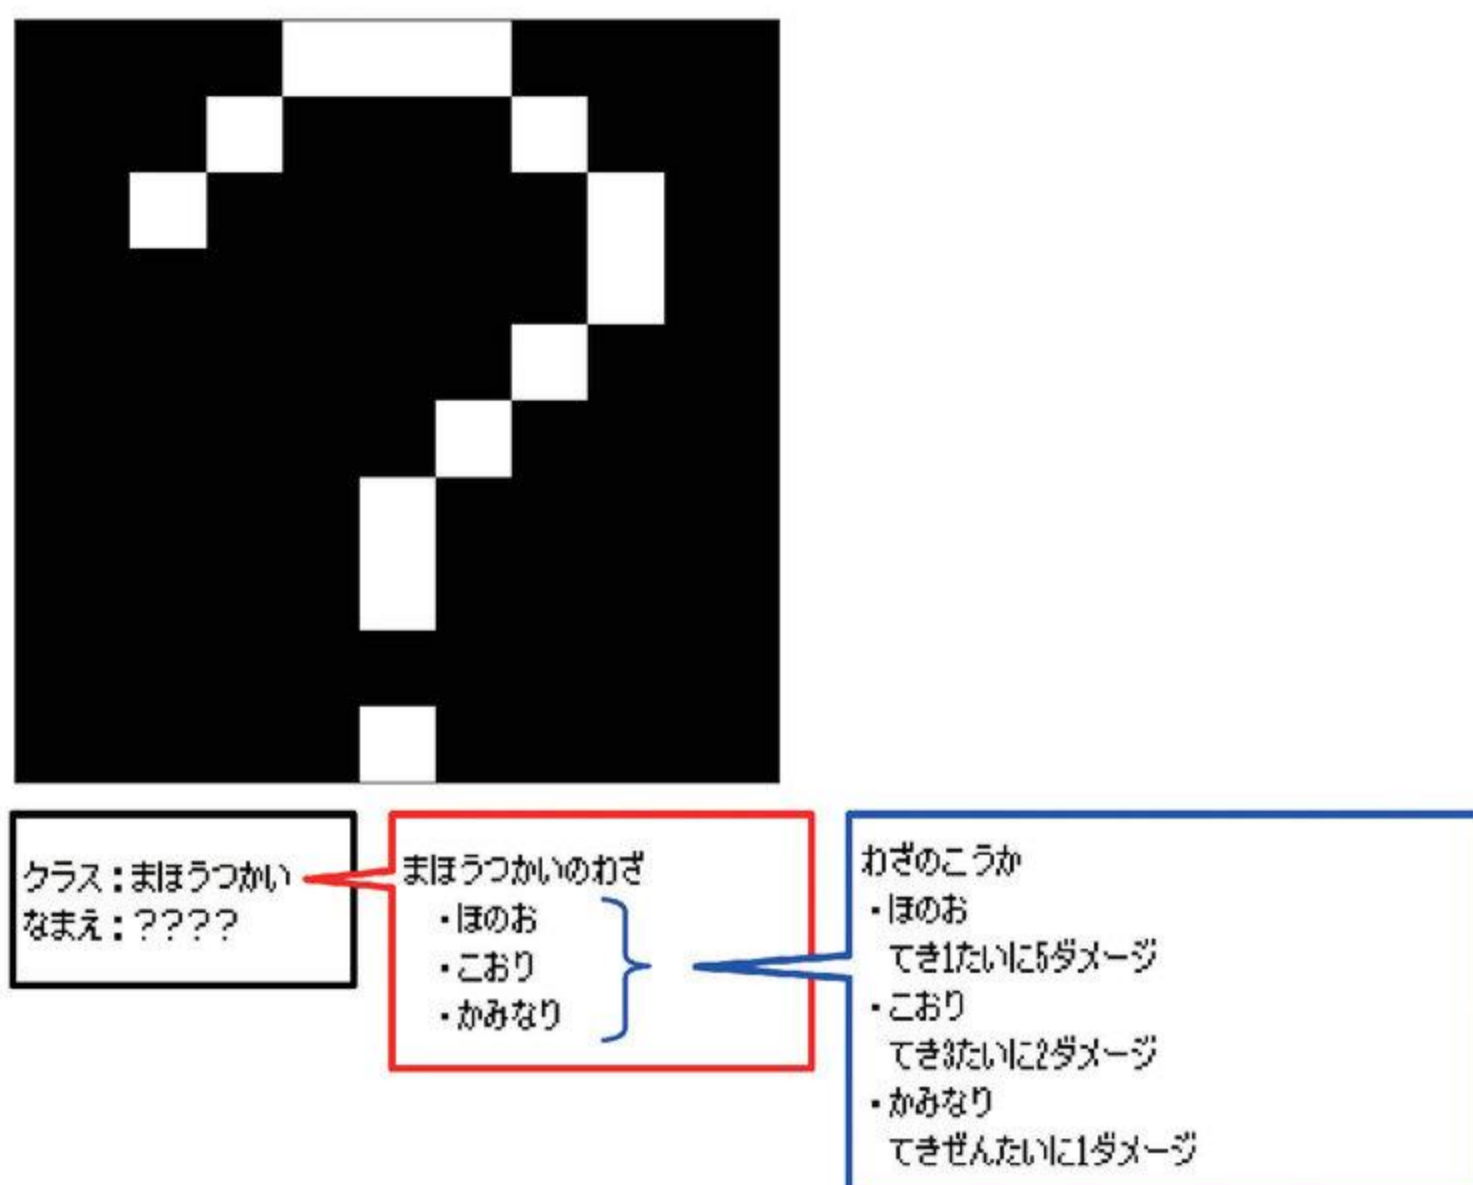 クラス：まほうつかい
なまえ：????
まほうつかいのわざ
・ほのお
・こおり
・かみなり
わざのこうか
・ほのお
てき1たいに5ダメージ
・こおり
てき3たいに2ダメージ
・かみなり
てきぜんたいに1ダメージ